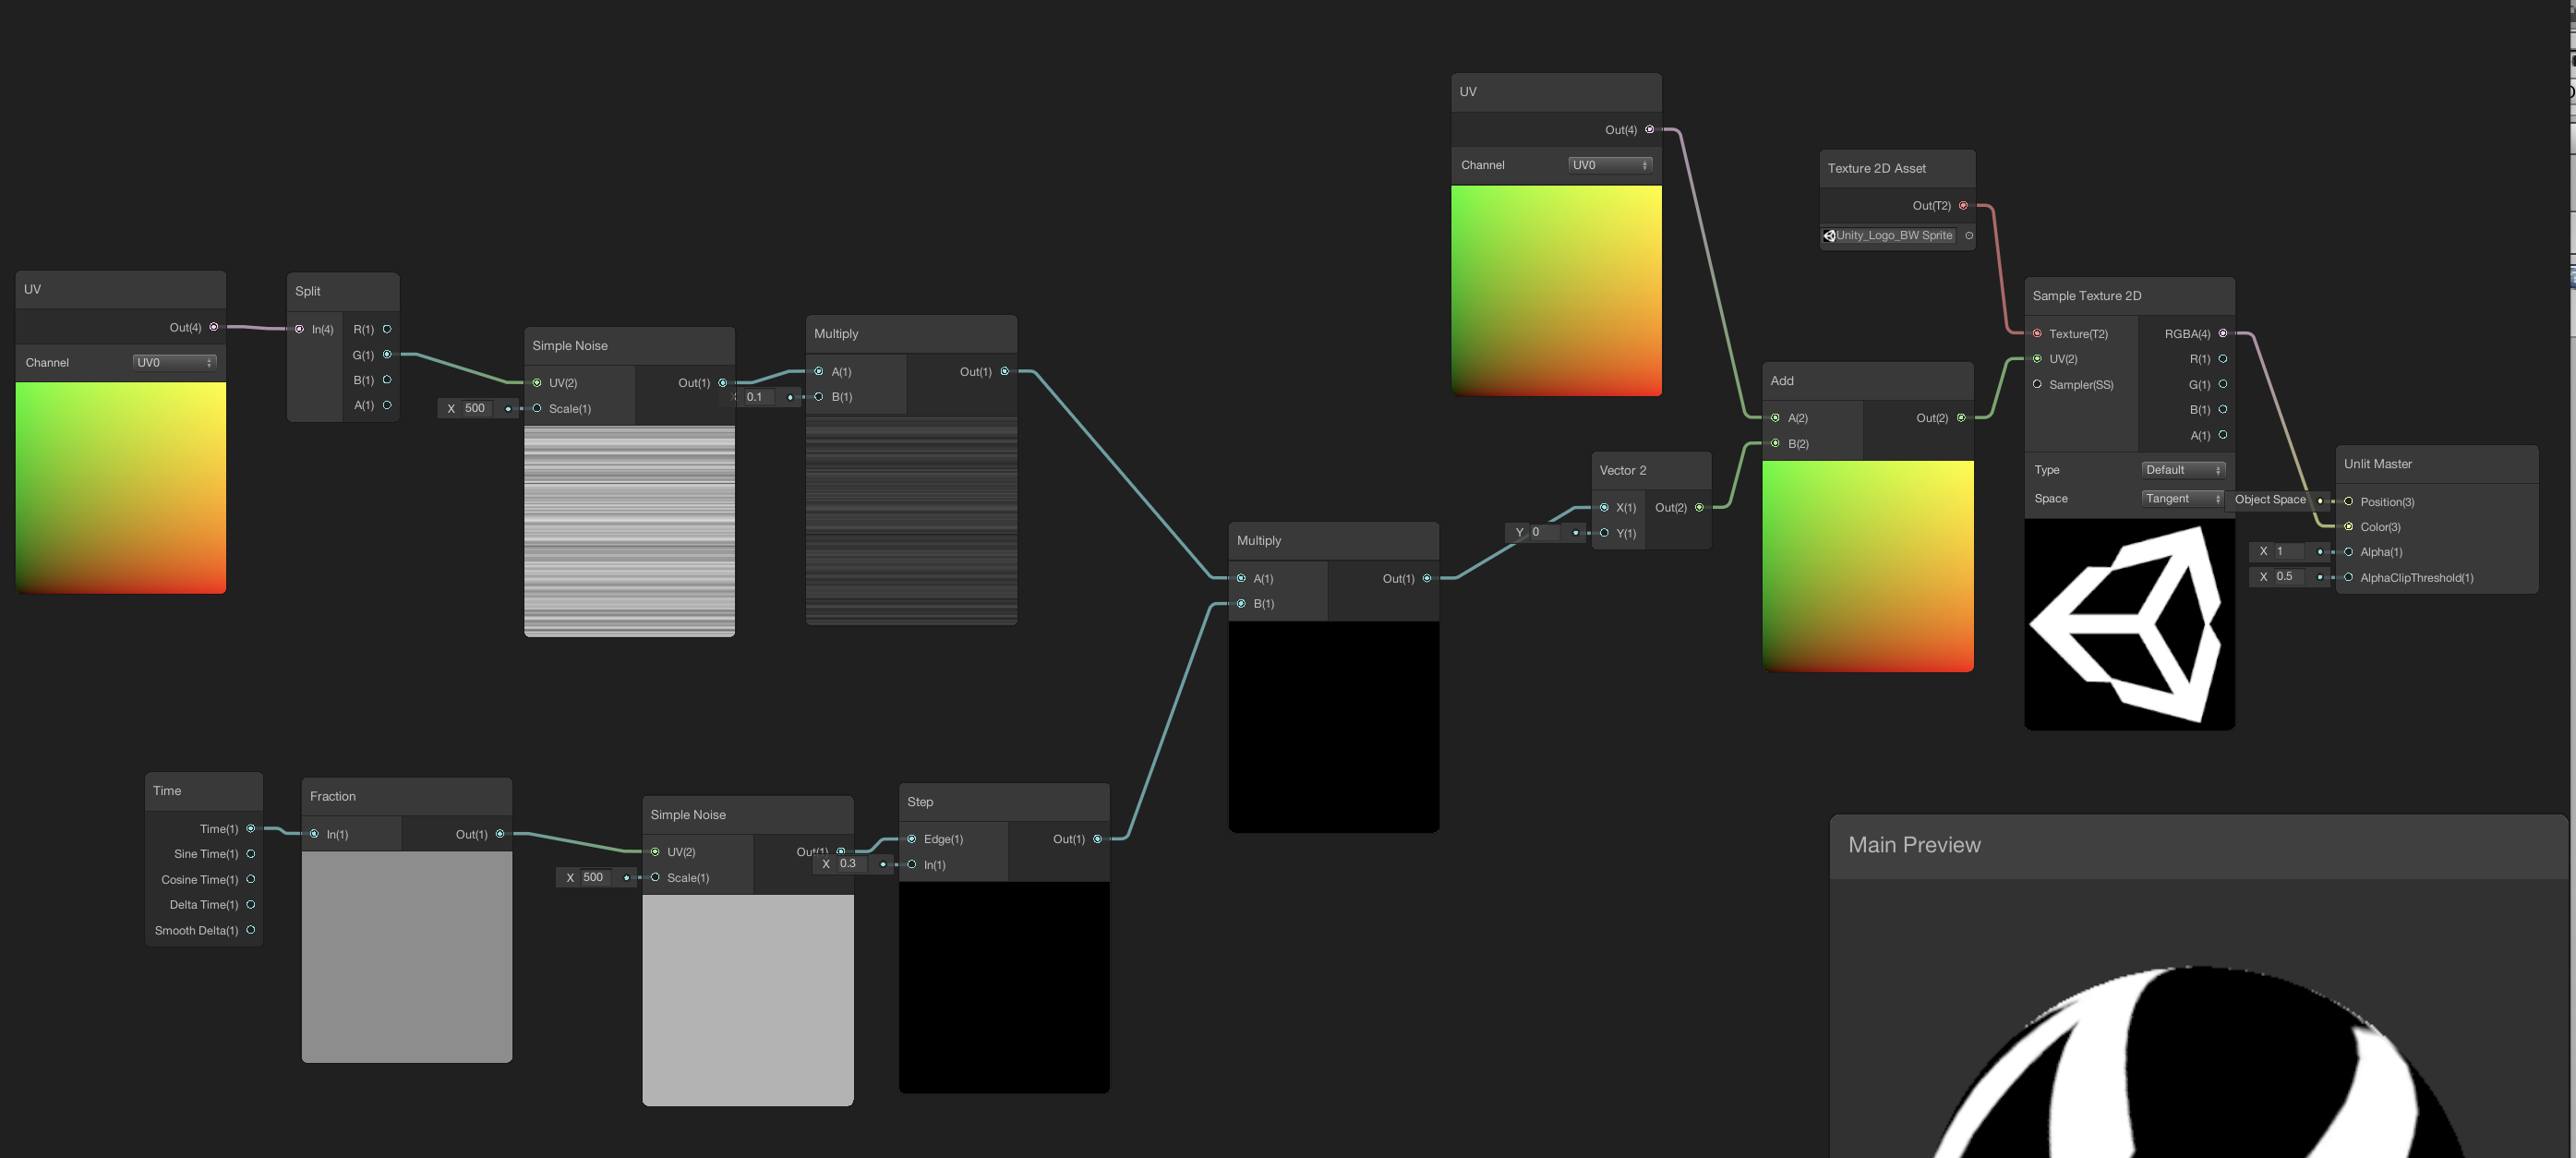 UV
Out(4)
Channel
UV0
Split
In(4)
R(1)
G(1)
B(1)
A(1)
X 500
Simple Noise
UV(2)
Out(1)
Scale(1)
X 0.1
Multiply
A(1)
Out(1)
B(1)
Time
Time(1)
Sine Time(1)
Cosine Time(1)
Delta Time(1)
Smooth Delta(1)
Fraction
In(1)
Out(1)
X 500
Simple Noise
UV(2)
Out(1)
Scale(1)
X 0.3
Step
Edge(1)
Out(1)
In(1)
Multiply
A(1)
Out(1)
B(1)
UV
Out(4)
Channel
UV0
Y 0
Vector 2
X(1)
Out(2)
Y(1)
Add
A(2)
Out(2)
B(2)
Texture 2D Asset
Out(T2)
Unity_Logo_BW Sprite
Sample Texture 2D
Texture(T2)
RGBA(4)
UV(2)
R(1)
Sampler(SS)
G(1)
B(1)
A(1)
Type
Default
Space
Tangent
Object Space
X 1
X 0.5
Unlit Master
Position(3)
Color(3)
Alpha(1)
AlphaClipThreshold(1)
Main Preview